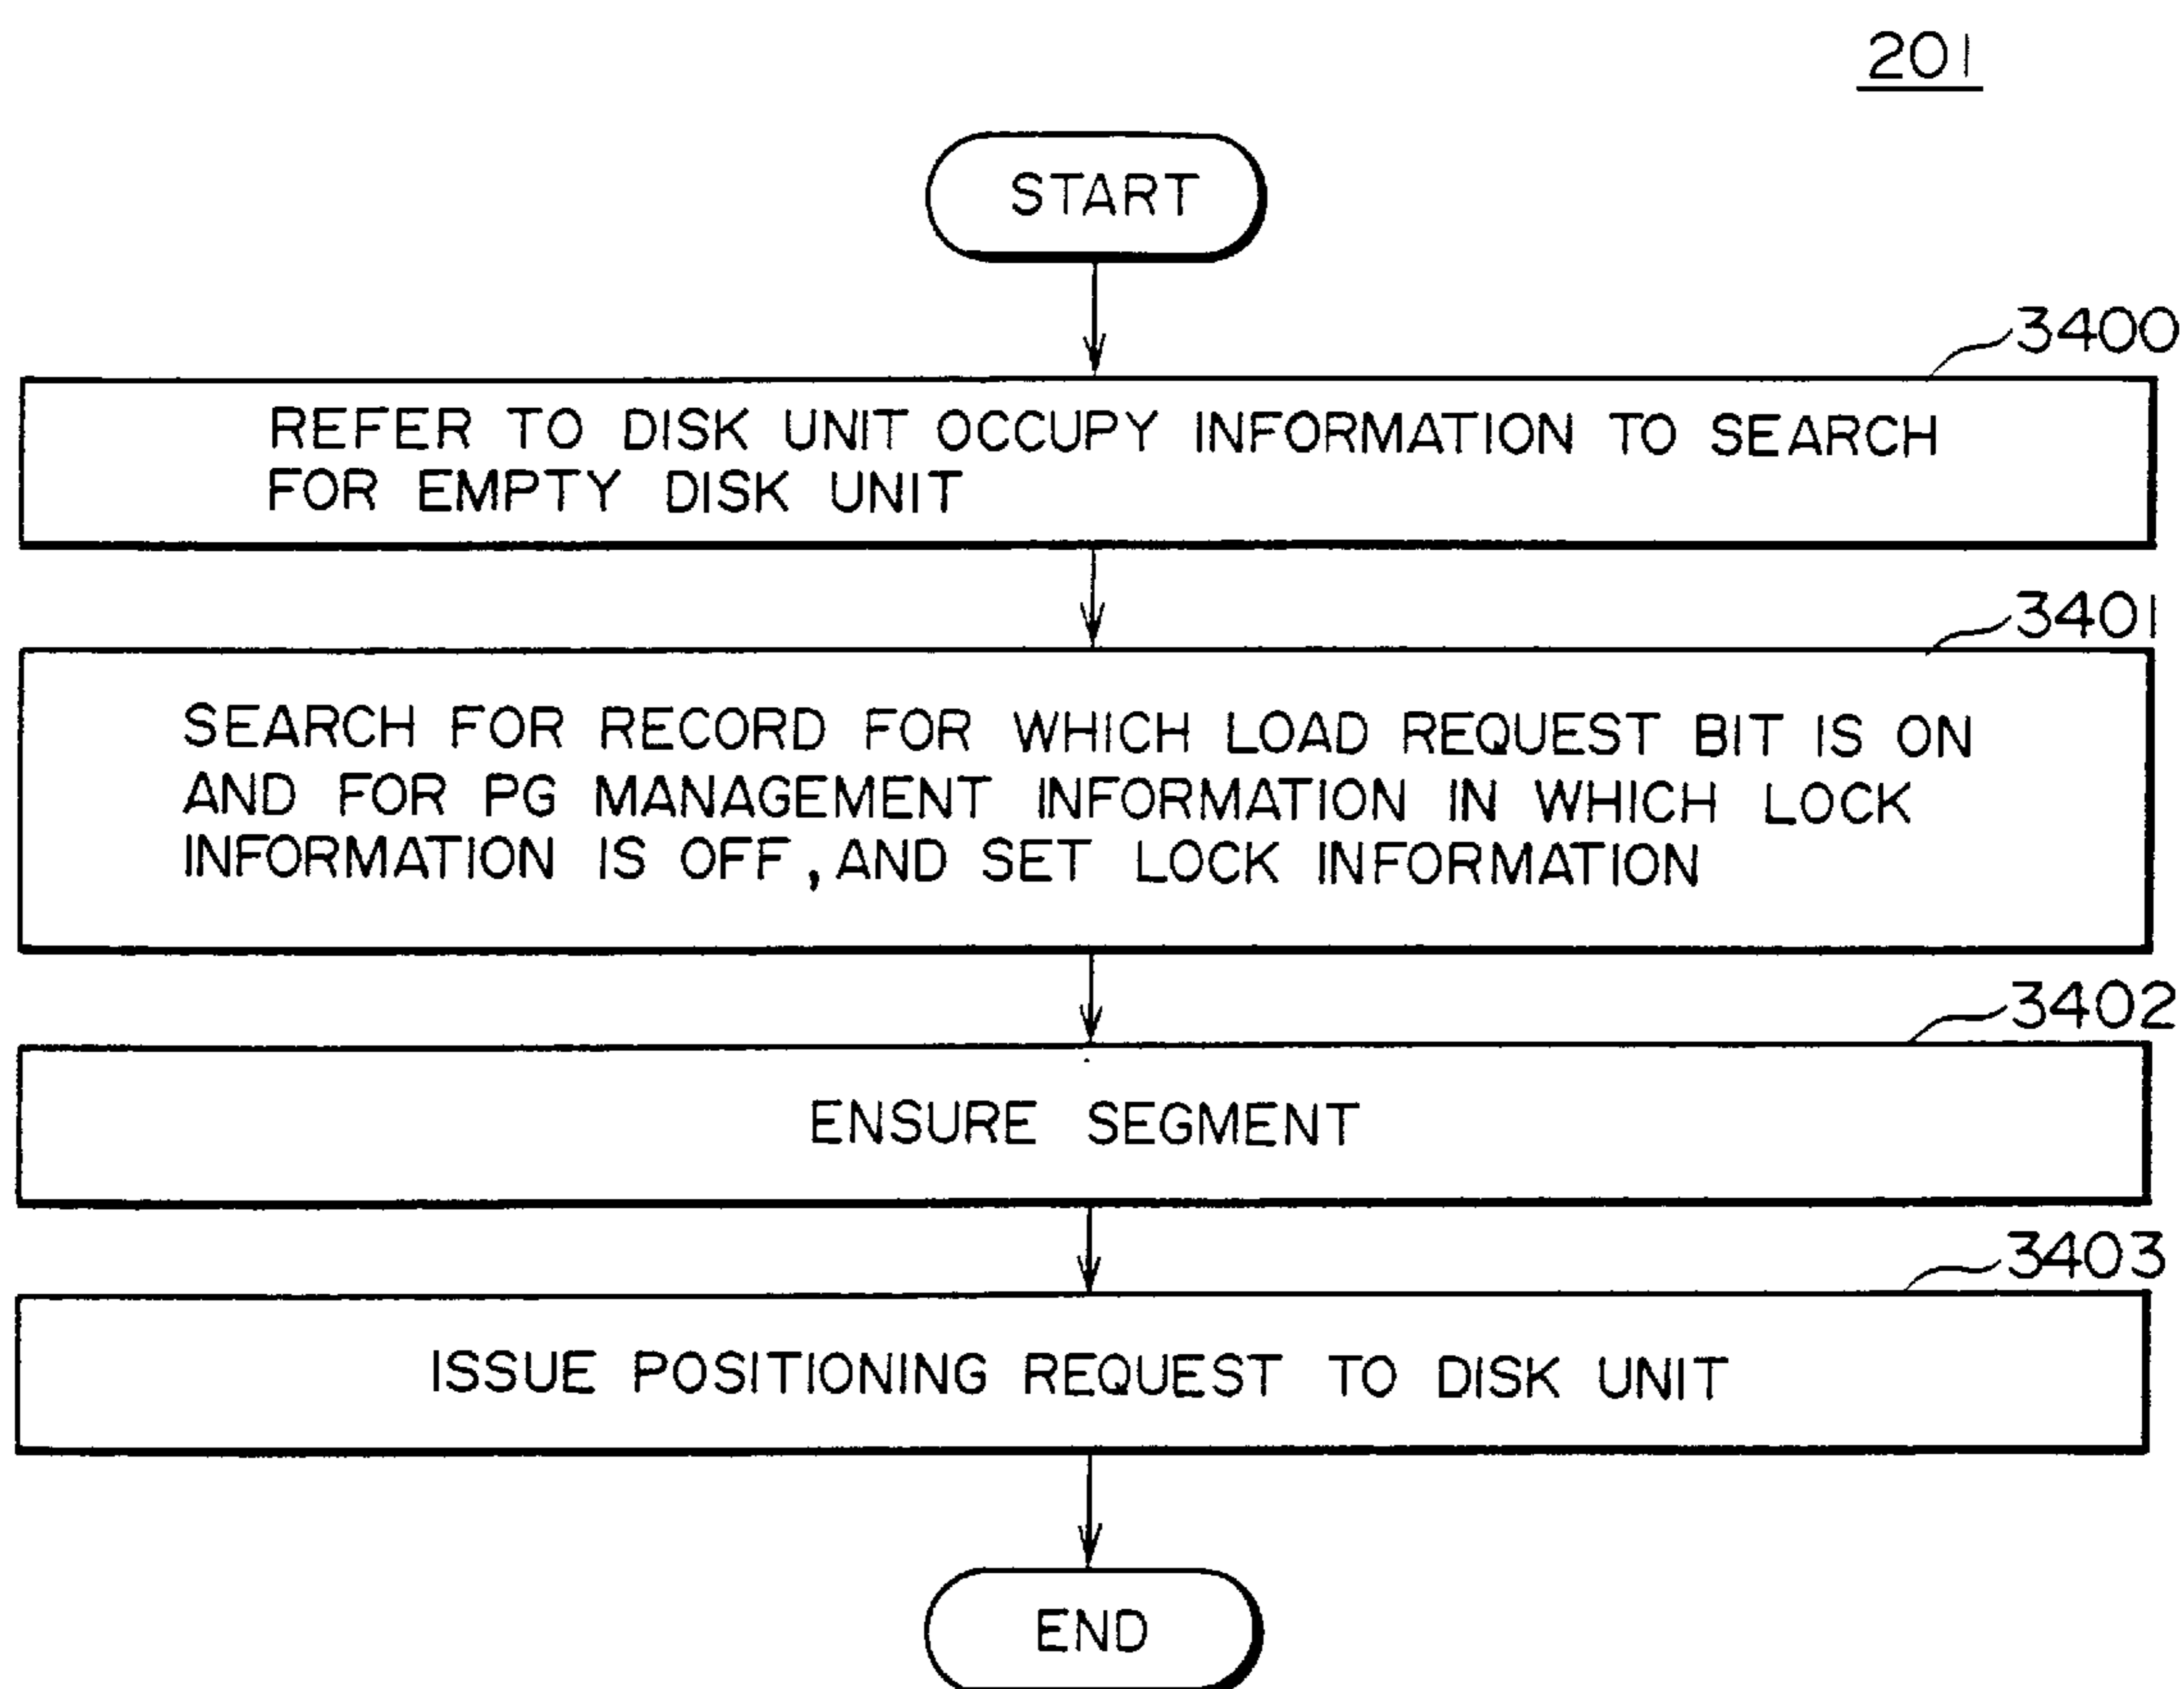 201
START
3400
REFER TO DISK UNIT OCCUPY INFORMATION TO SEARCH
FOR EMPTY DISK UNIT
3401
SEARCH FOR RECORD FOR WHICH LOAD REQUEST BIT IS ON
AND FOR PG MANAGEMENT INFORMATION IN WHICH LOCK
INFORMATION IS OFF, AND SET LOCK INFORMATION
3402
ENSURE SEGMENT
3403
ISSUE POSITIONING REQUEST TO DISK UNIT
END